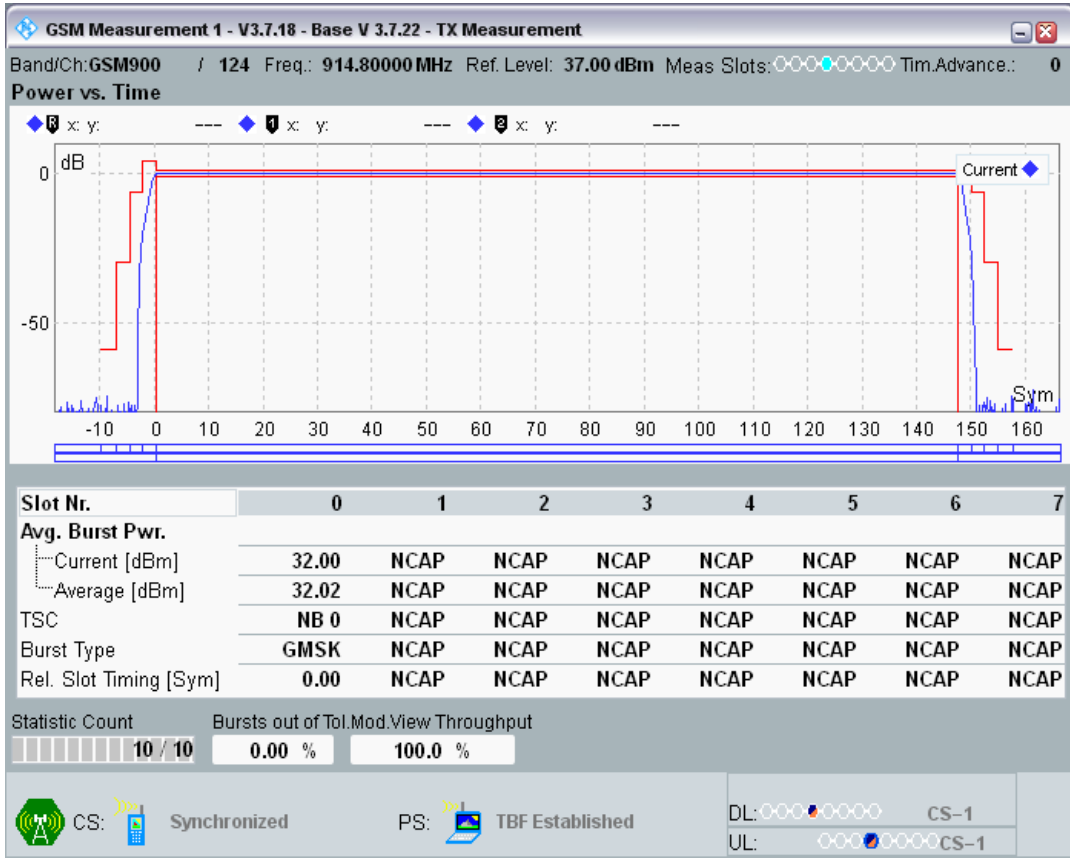 GSM Measurement 1 - V3.7.18 - Base V 3.7.22 - TX Measurement
Band/Ch:GSM900 / 124 Freq.: 914.80000 MHz Ref. Level: 37.00 dBm Meas Slots: Tim.Advance.: 0
Power vs. Time
R x: y: --- 1 x: y: --- 2 x: y: ---
dB
Current
0
-50
Sym
-10 0 10 20 30 40 50 60 70 80 90 100 110 120 130 140 150 160
Slot Nr. 0 1 2 3 4 5 6 7
Avg. Burst Pwr.
Current [dBm] 32.00 NCAP NCAP NCAP NCAP NCAP NCAP NCAP
Average [dBm] 32.02 NCAP NCAP NCAP NCAP NCAP NCAP NCAP
TSC NB 0 NCAP NCAP NCAP NCAP NCAP NCAP NCAP
Burst Type GMSK NCAP NCAP NCAP NCAP NCAP NCAP NCAP
Rel. Slot Timing [Sym] 0.00 NCAP NCAP NCAP NCAP NCAP NCAP NCAP
Statistic Count Bursts out of Tol.Mod.View Throughput
10 / 10 0.00 % 100.0 %
CS: Synchronized PS: TBF Established
DL: CS-1
UL: CS-1